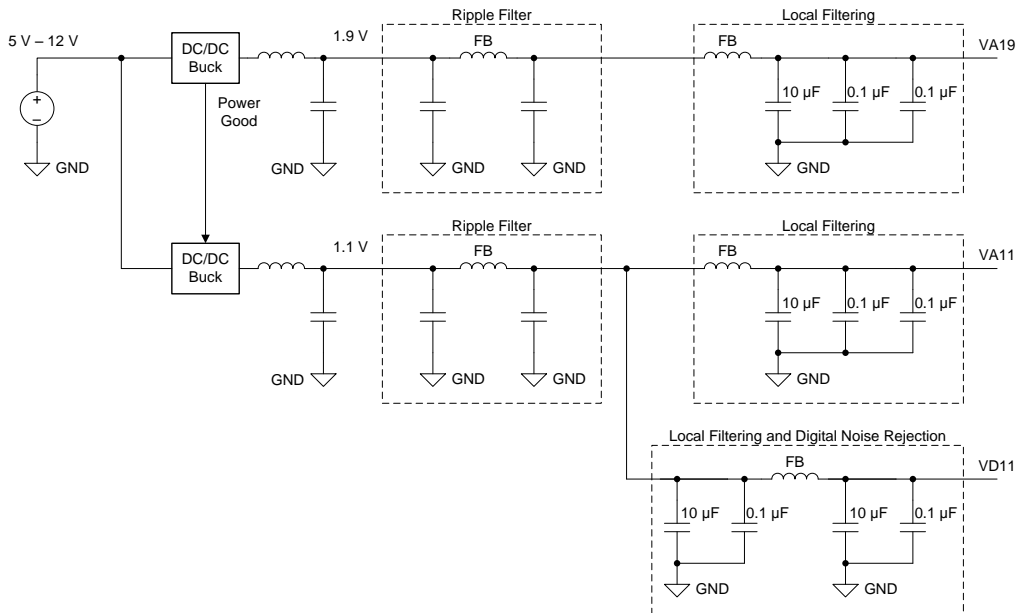 Ripple Filter
Local Filtering
5 V – 12 V
DC/DC
Buck
1.9 V
FB
FB
VA19
+
–
Power
Good
10 µF
0.1 µF
0.1 µF
GND
GND
GND
GND
Ripple Filter
Local Filtering
DC/DC
Buck
1.1 V
FB
FB
VA11
10 µF
0.1 µF
0.1 µF
GND
GND
GND
Local Filtering and Digital Noise Rejection
FB
VD11
10 µF
0.1 µF
10 µF
0.1 µF
GND
GND